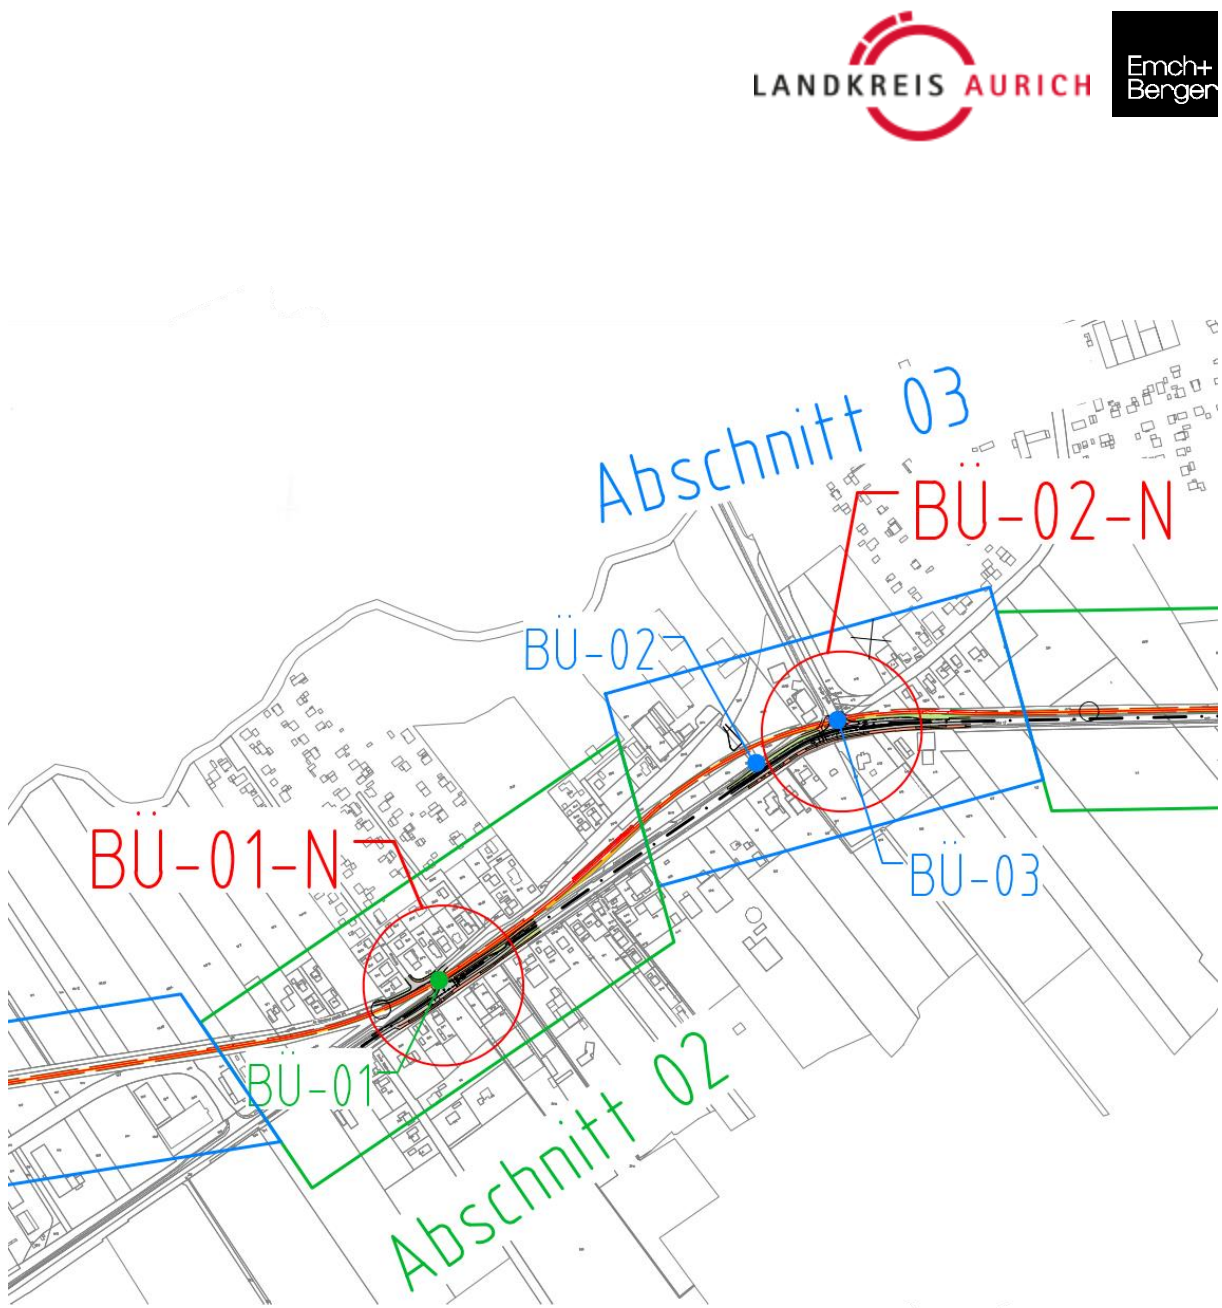 LANDKREIS AURICH
Emch+
Berger
Abschnitt 03
BÜ-02-N
BÜ-02
BÜ-01-N
BÜ-03
BÜ-01
Abschnitt 02